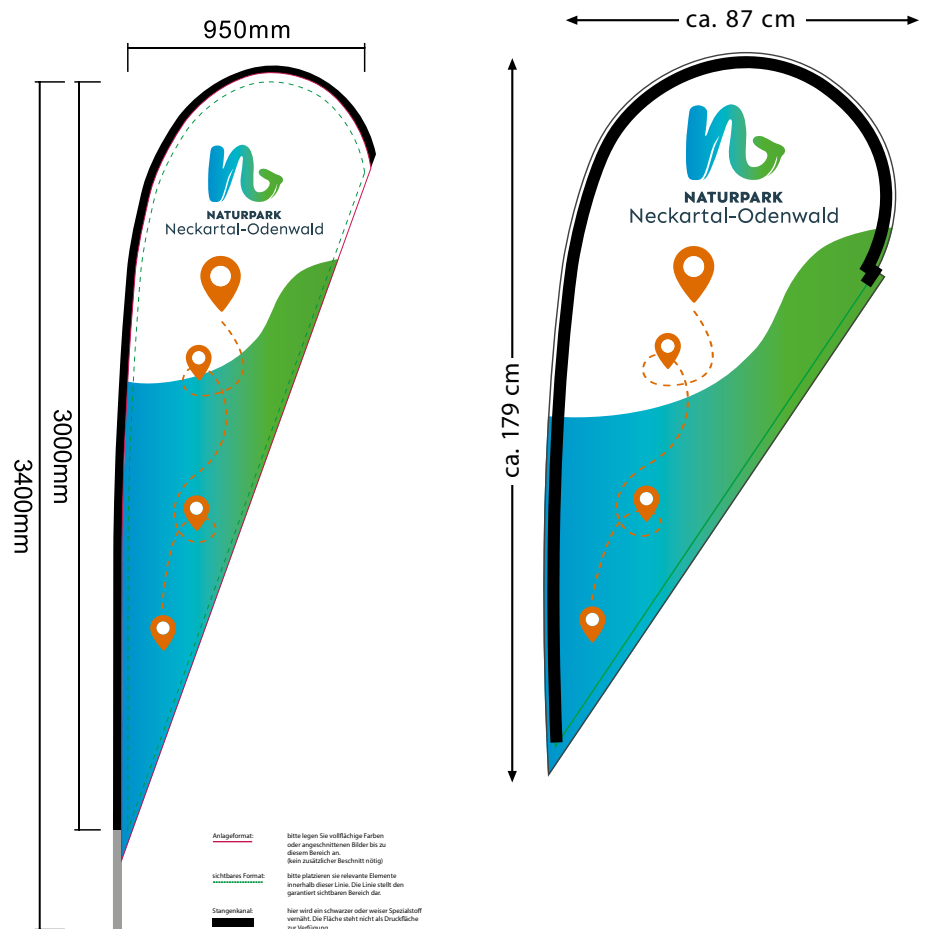 950mm
ca. 87 cm
NATURPARK
Neckartal-Odenwald
NATURPARK
Neckartal-Odenwald
3400mm
3000mm
ca. 179 cm
Anlageformat:
bitte legen Sie vollflächige Farben
oder angeschnittenen Bilder bis zu
diesem Bereich an.
(kein zusätzlicher Beschnitt nötig)
sichtbares Format:
bitte platzieren sie relevante Elemente
innerhalb dieser Linie. Die Linie stellt den
garantiert sichtbaren Bereich dar.
Stangenkanal:
hier wird ein schwarzer oder weiser Spezialstoff
vernäht. Die Fläche steht nicht als Druckfläche
zur Verfügung.